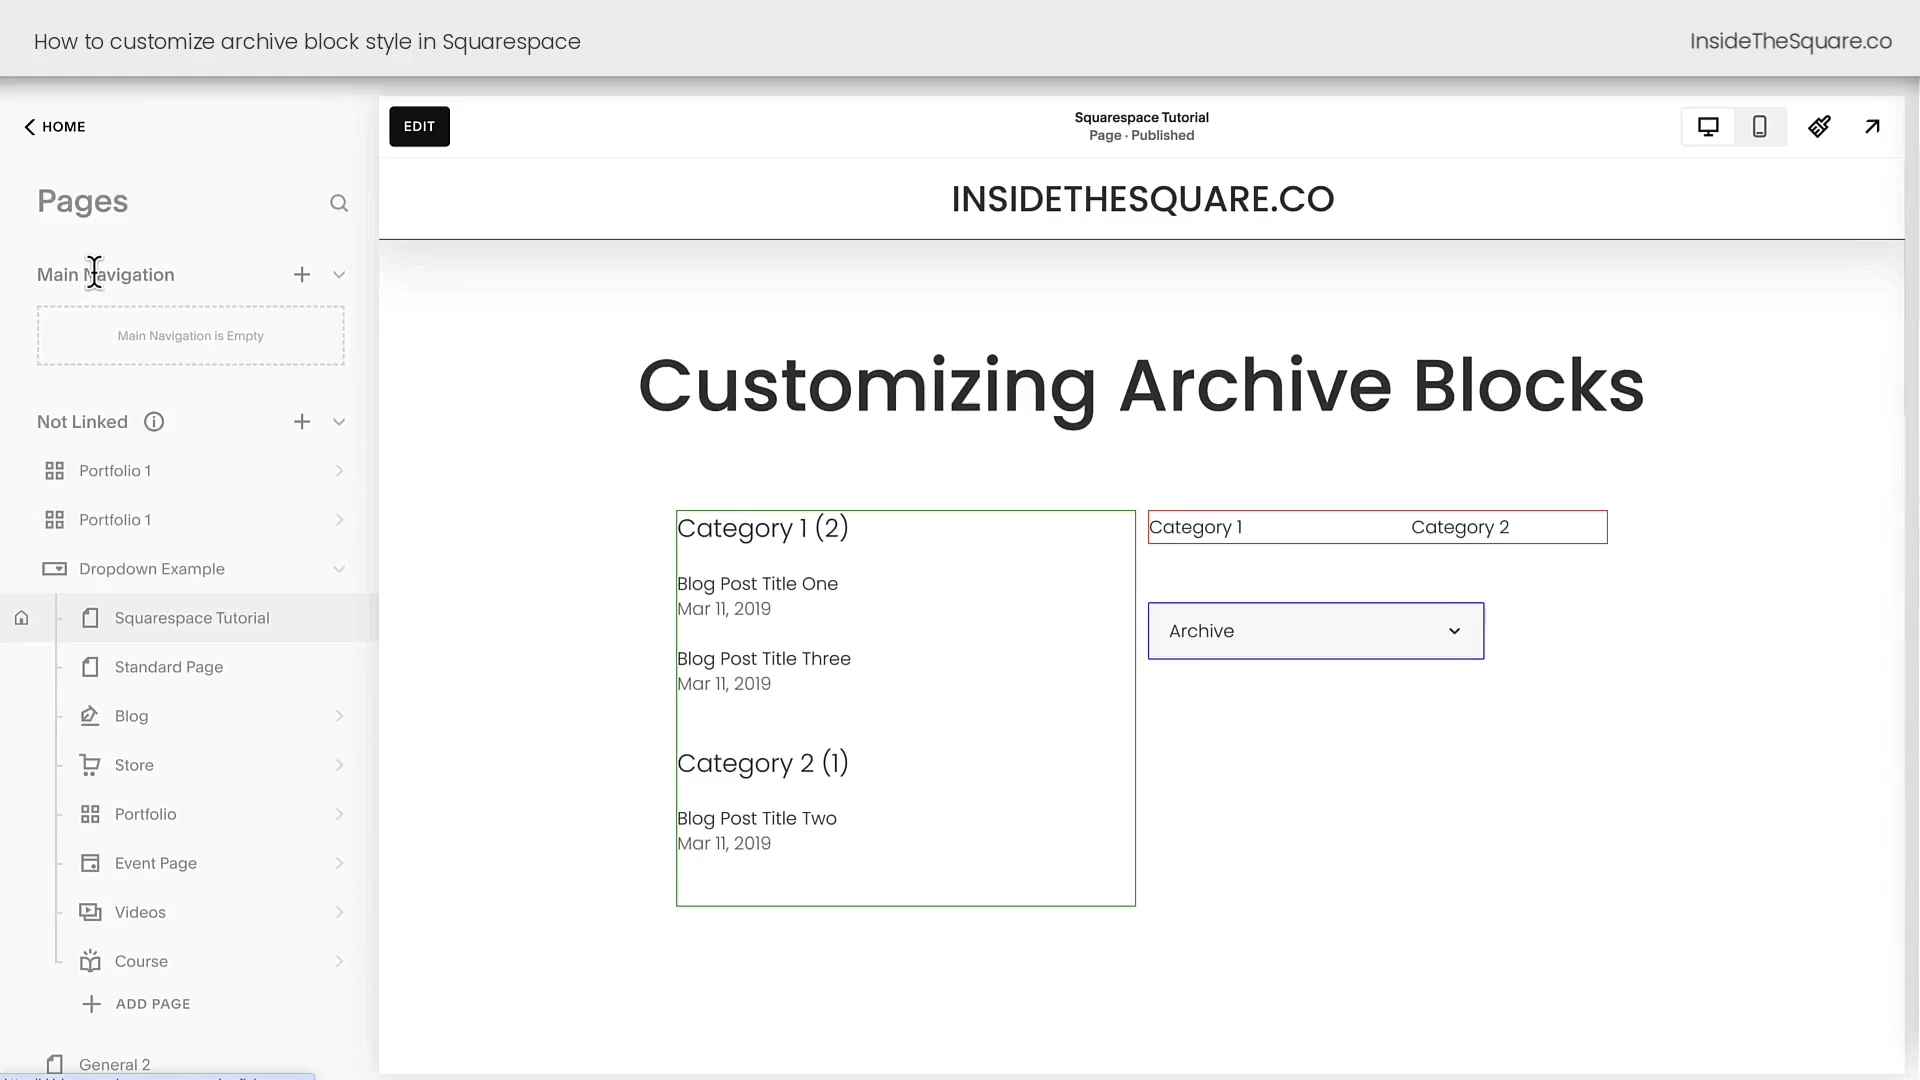 How to customize archive block style in Squarespace
InsideTheSquare.co
HOME
EDIT
Squarespace Tutorial
Page · Published
Pages
INSIDETHESQUARE.CO
Main Navigation
Main Navigation is Empty
Not Linked
Portfolio 1
Portfolio 1
Dropdown Example
Squarespace Tutorial
Standard Page
Blog
Store
Portfolio
Event Page
Videos
Course
ADD PAGE
General 2
Customizing Archive Blocks
Category 1 (2)
Blog Post Title One
Mar 11, 2019
Blog Post Title Three
Mar 11, 2019
Category 2 (1)
Blog Post Title Two
Mar 11, 2019
Category 1 Category 2
Archive